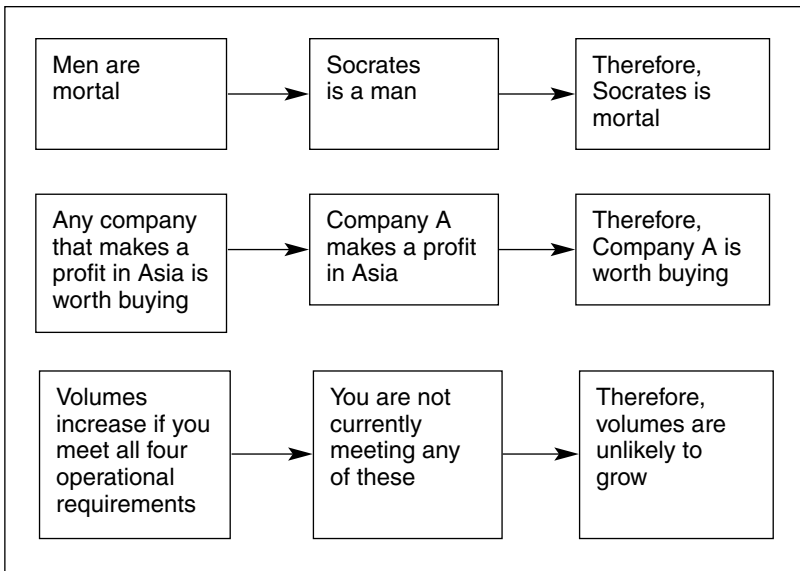 Men are
mortal
Socrates
is a man
Therefore,
Socrates is
mortal
Any company
that makes a
profit in Asia is
worth buying
Company A
makes a profit
in Asia
Therefore,
Company A is
worth buying
Volumes
increase if you
meet all four
operational
requirements
You are not
currently
meeting any
of these
Therefore,
volumes are
unlikely to
grow